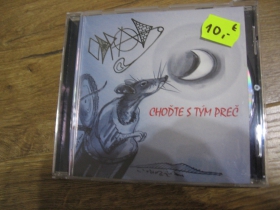 10,- €
CHOĎTE S TÝM PREČ